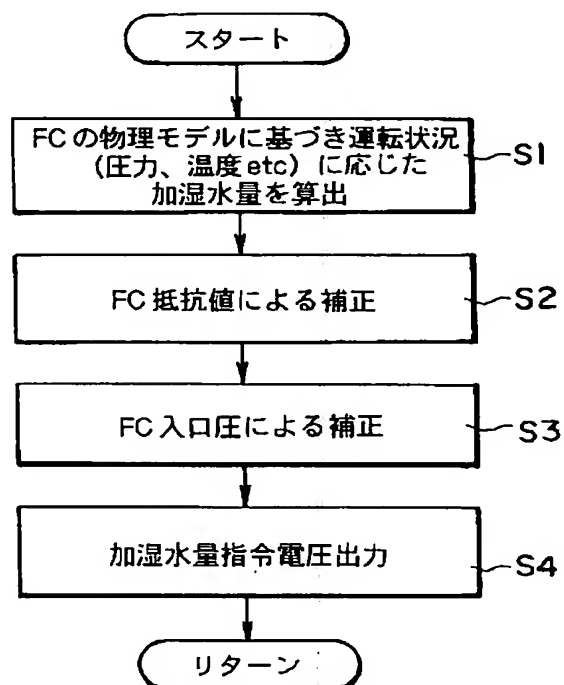 スタート
FCの物理モデルに基づき運転状況
(圧力、温度etc)に応じた
加湿水量を算出
S1
FC抵抗値による補正
S2
FC入口圧による補正
S3
加湿水量指令電圧出力
S4
リターン